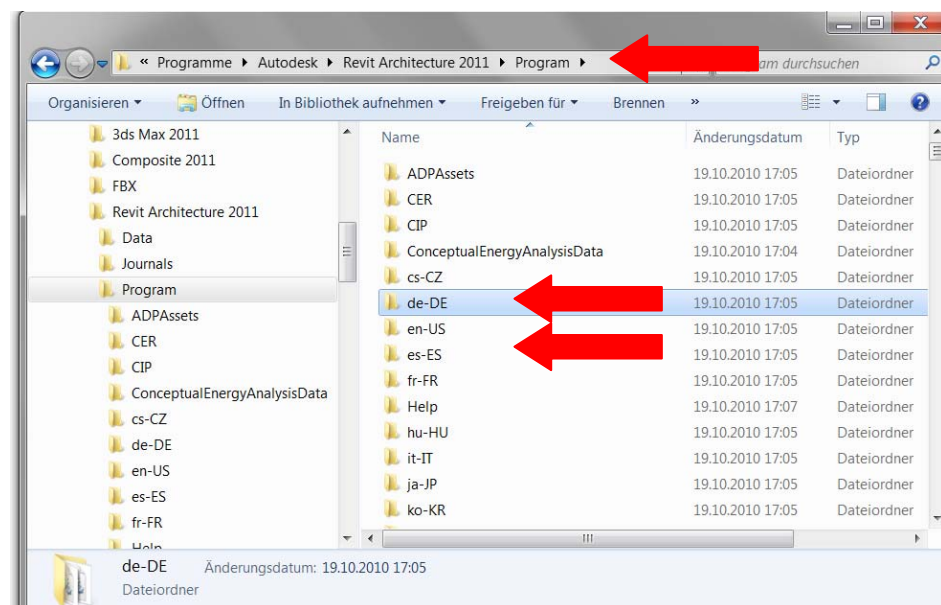 « Programme Autodesk Revit Architecture 2011 Program am durchsuchen
Organisieren Öffnen In Bibliothek aufnehmen Freigeben für Brennen »
3ds Max 2011
Composite 2011
FBX
Revit Architecture 2011
Data
Journals
Program
ADPAssets
CER
CIP
ConceptualEnergyAnalysisData
cs-CZ
de-DE
en-US
es-ES
fr-FR
Help
Name Änderungsdatum Typ
ADPAssets 19.10.2010 17:05 Dateiordner
CER 19.10.2010 17:05 Dateiordner
CIP 19.10.2010 17:05 Dateiordner
ConceptualEnergyAnalysisData 19.10.2010 17:04 Dateiordner
cs-CZ 19.10.2010 17:05 Dateiordner
de-DE 19.10.2010 17:05 Dateiordner
en-US 19.10.2010 17:05 Dateiordner
es-ES 19.10.2010 17:05 Dateiordner
fr-FR 19.10.2010 17:05 Dateiordner
Help 19.10.2010 17:07 Dateiordner
hu-HU 19.10.2010 17:05 Dateiordner
it-IT 19.10.2010 17:05 Dateiordner
ja-JP 19.10.2010 17:05 Dateiordner
ko-KR 19.10.2010 17:05 Dateiordner
de-DE Änderungsdatum: 19.10.2010 17:05
Dateiordner